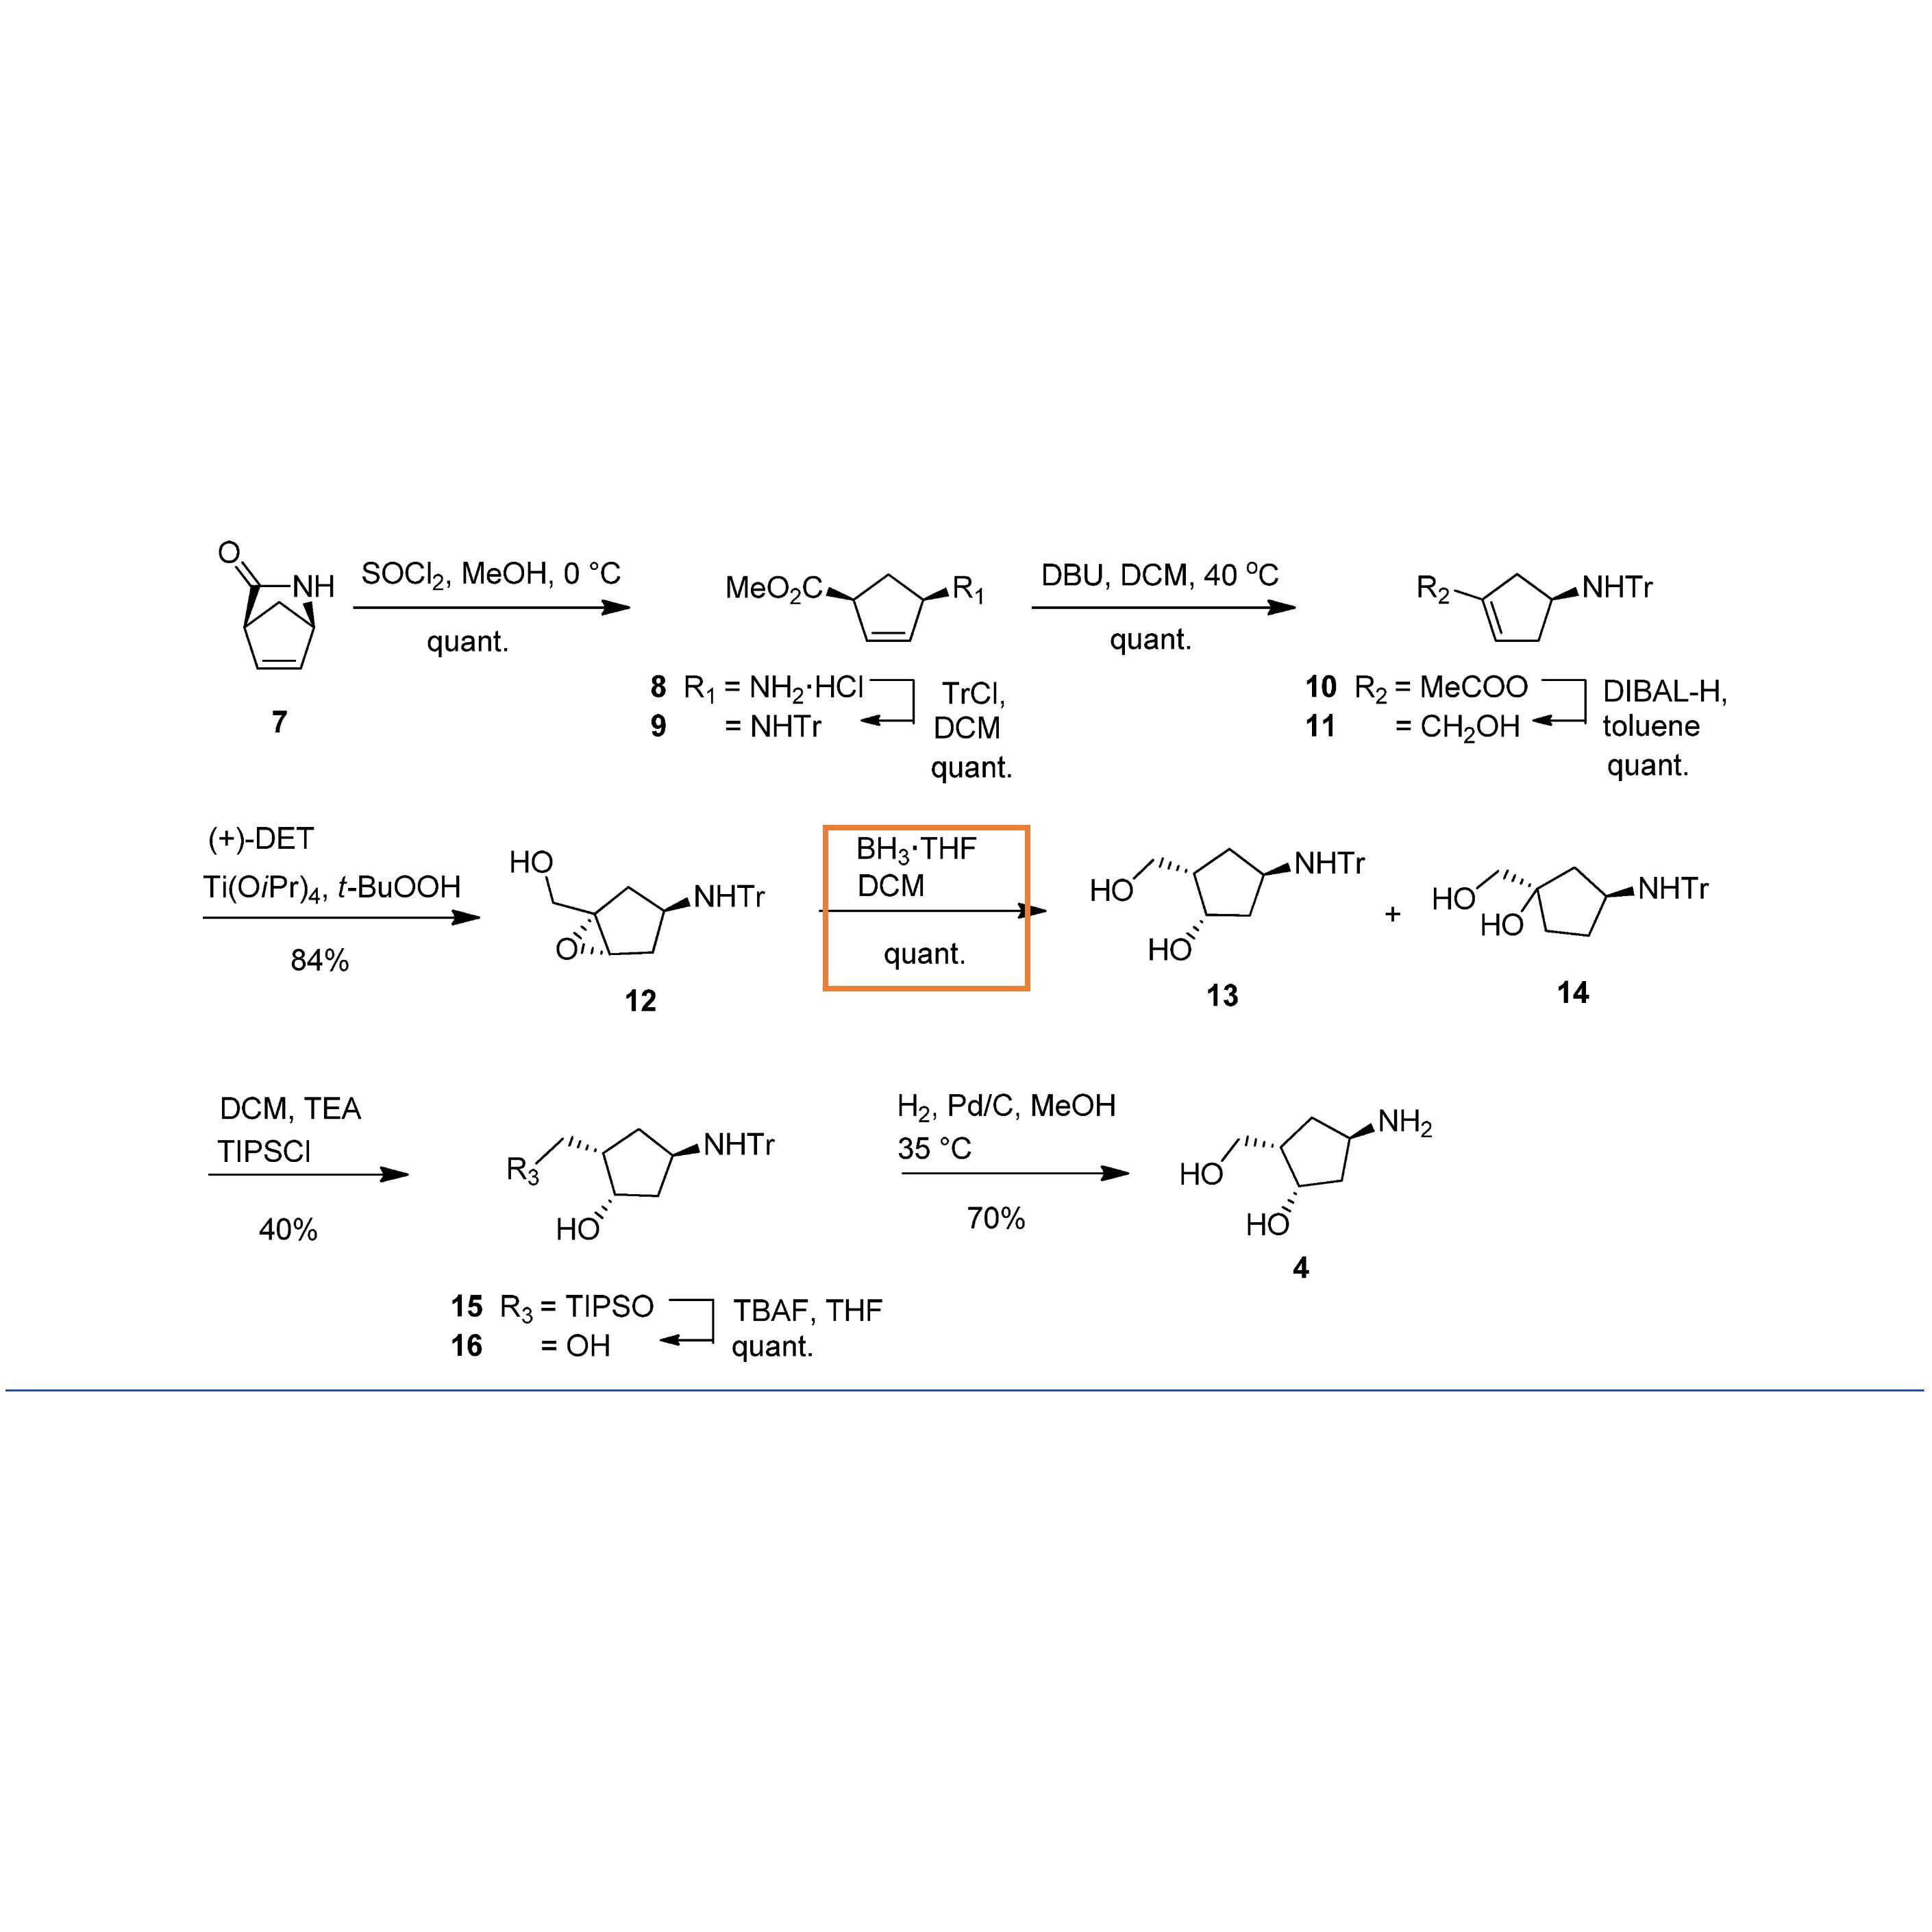 O
NH
7
SOCl2, MeOH, 0 °C
quant.
MeO2C
R1
8 R1 = NH2·HCl
9 = NHTr
TrCl,
DCM
quant.
DBU, DCM, 40 oC
quant.
R2
NHTr
10 R2 = MeCOO
11 = CH2OH
DIBAL-H,
toluene
quant.
(+)-DET
Ti(OiPr)4, t-BuOOH
84%
HO
O
NHTr
12
BH3·THF
DCM
quant.
HO
HO
NHTr
13
+
HO
HO
NHTr
14
DCM, TEA
TIPSCl
40%
R3
HO
NHTr
15 R3 = TIPSO
16 = OH
TBAF, THF
quant.
H2, Pd/C, MeOH
35 °C
70%
HO
HO
NH2
4